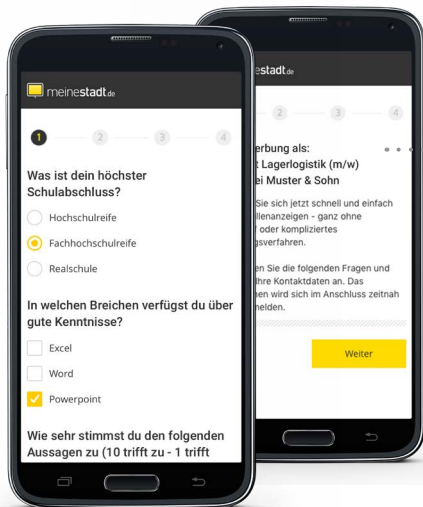 meinestadt.de
1 2 3 4
Was ist dein höchster
Schulabschluss?
Hochschulreife
Fachhochschulreife
Realschule
In welchen Breichen verfügst du über
gute Kenntnisse?
Excel
Word
Powerpoint
Wie sehr stimmst du den folgenden
Aussagen zu (10 trifft zu - 1 trifft
estadt.de
2 3 4
erbung als:
t Lagerlogistik (m/w)
ei Muster & Sohn
Sie sich jetzt schnell und einfach
llenanzeigen - ganz ohne
oder kompliziertes
gsverfahren.
en Sie die folgenden Fragen und
Ihre Kontaktdaten an. Das
en wird sich im Anschluss zeitnah
melden.
Weiter